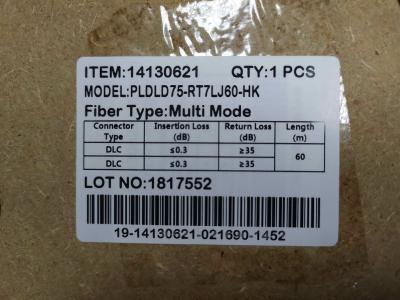 ITEM:14130621 QTY:1 PCS
MODEL:PLDLD75-RT7LJ60-HK
Fiber Type:Multi Mode
Connector Type Insertion Loss (dB) Return Loss (dB) Length (m)
DLC ≤0.3 ≥35 60
DLC ≤0.3 ≥35
LOT NO:1817552
19-14130621-021690-1452